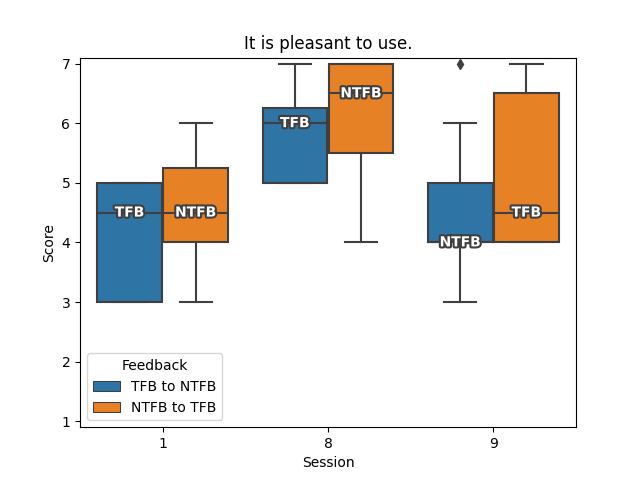 It is pleasant to use.
7
6
5
4
3
2
1
Score
TFB
NTFB
TFB
NTFB
NTFB
TFB
Feedback
TFB to NTFB
NTFB to TFB
1
8
9
Session